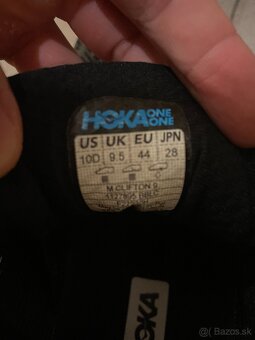 HOKA ONE ONE
US UK EU JPN
10D 9.5 44 28
M CLIFTON 9
HOKA
© Bazos.sk